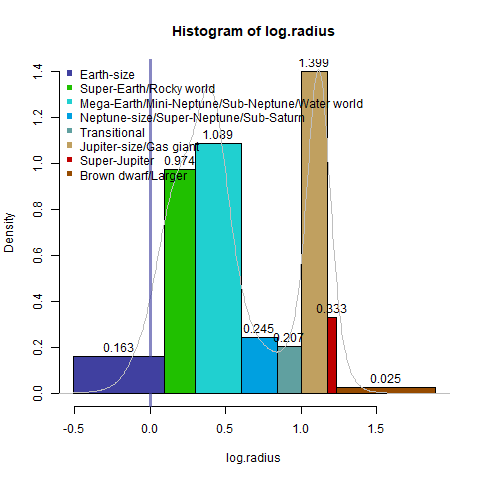 Histogram of log.radius
Earth-size
Super-Earth/Rocky world
Mega-Earth/Mini-Neptune/Sub-Neptune/Water world
Neptune-size/Super-Neptune/Sub-Saturn
Transitional
Jupiter-size/Gas giant
Super-Jupiter
Brown dwarf/Larger
0.163
0.974
1.089
0.245
0.207
1.399
0.333
0.025
Density
0.0
0.2
0.4
0.6
0.8
1.0
1.2
1.4
-0.5
0.0
0.5
1.0
1.5
log.radius